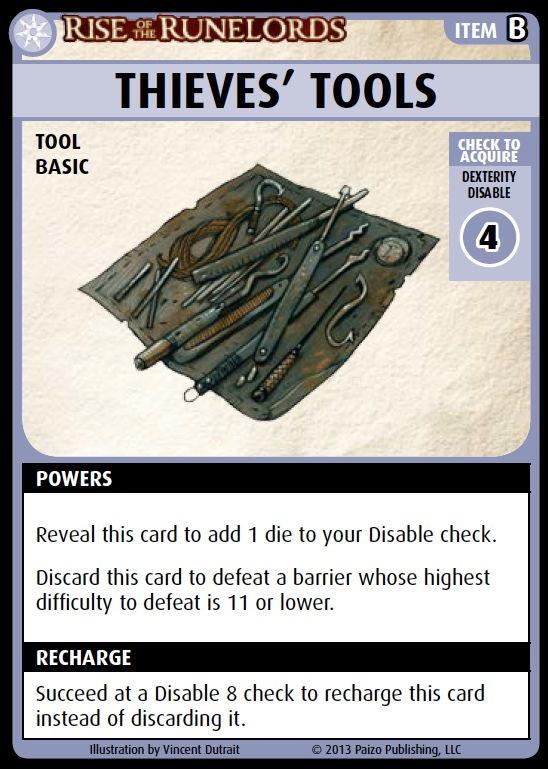 RISE OF THE RUNELORDS
ITEM B
THIEVES' TOOLS
TOOL
BASIC
CHECK TO
ACQUIRE
DEXTERITY
DISABLE
4
POWERS
Reveal this card to add 1 die to your Disable check.
Discard this card to defeat a barrier whose highest
difficulty to defeat is 11 or lower.
RECHARGE
Succeed at a Disable 8 check to recharge this card
instead of discarding it.
Illustration by Vincent Dutrait
© 2013 Paizo Publishing, LLC